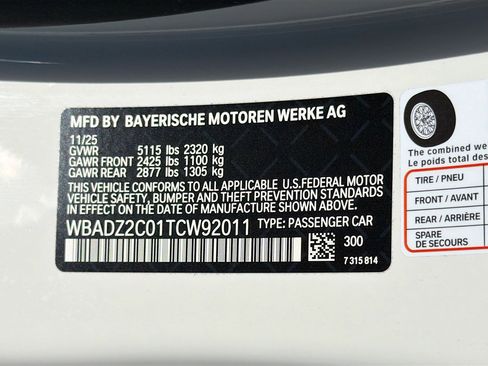 MFD BY BAYERISCHE MOTOREN WERKE AG
11/25
GVWR 5115 lbs 2320 kg
GAWR FRONT 2425 lbs 1100 kg
GAWR REAR 2877 lbs 1305 kg
THIS VEHICLE CONFORMS TO ALL APPLICABLE U.S.FEDERAL MOTOR
VEHICLE SAFETY, BUMPER, AND THEFT PREVENTION STANDARDS
IN EFFECT ON THE DATE OF MANUFACTURE SHOWN ABOVE.
WBADZ2C01TCW92011 TYPE: PASSENGER CAR
300
7 315 814
The combined weight
Le poids total des
TIRE / PNEU
FRONT / AVANT
REAR / ARRIÈRE
SPARE
DE SECOURS